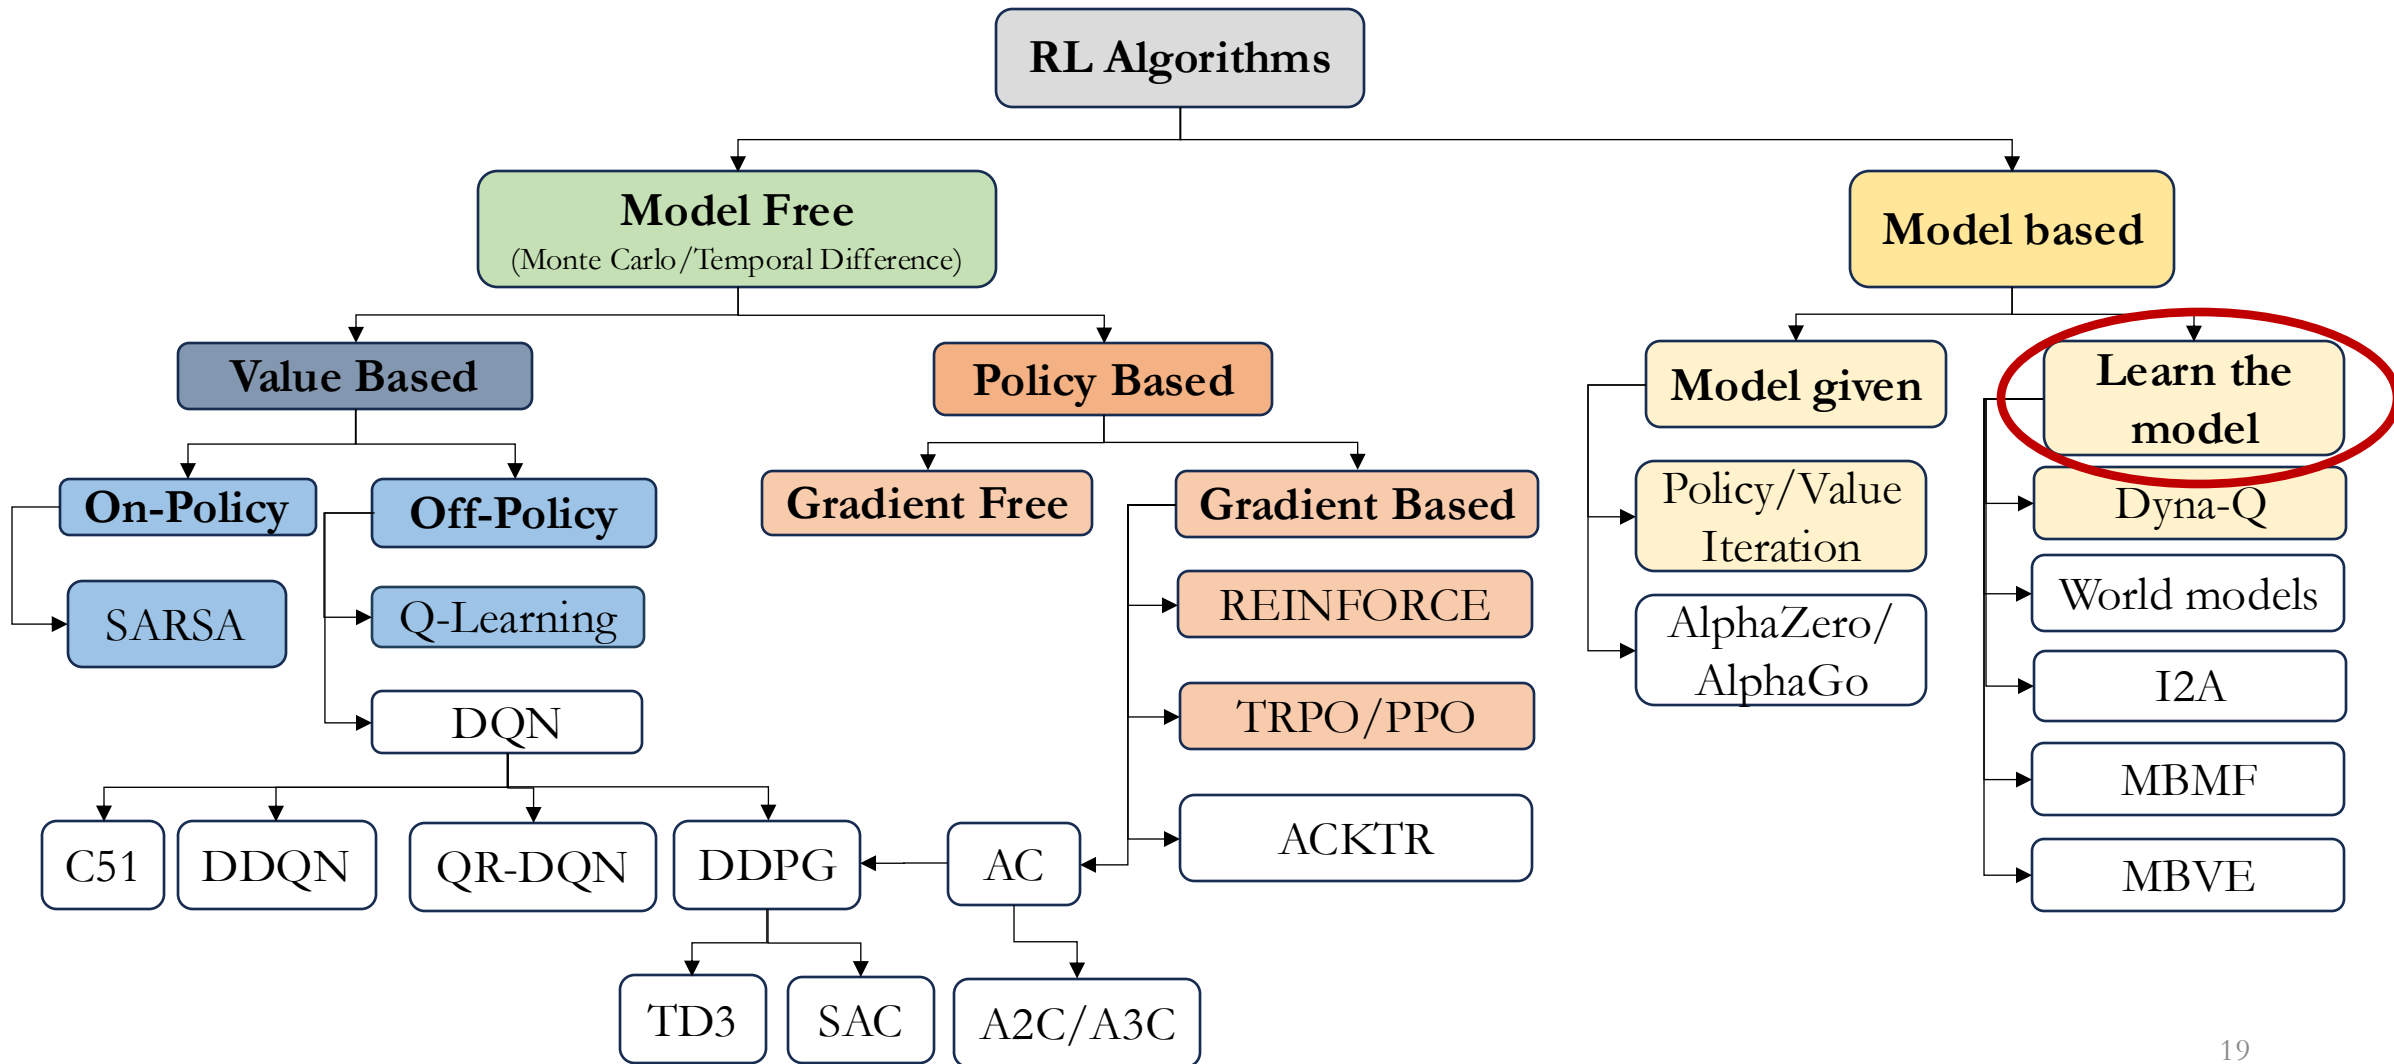 RL Algorithms
Model Free
(Monte Carlo/Temporal Difference)
Model based
Value Based
Policy Based
Model given
Learn the
model
On-Policy
Off-Policy
Gradient Free
Gradient Based
Policy/Value
Iteration
Dyna-Q
SARSA
Q-Learning
REINFORCE
AlphaZero/
AlphaGo
World models
DQN
TRPO/PPO
I2A
MBMF
C51
DDQN
QR-DQN
DDPG
AC
ACKTR
MBVE
TD3
SAC
A2C/A3C
19